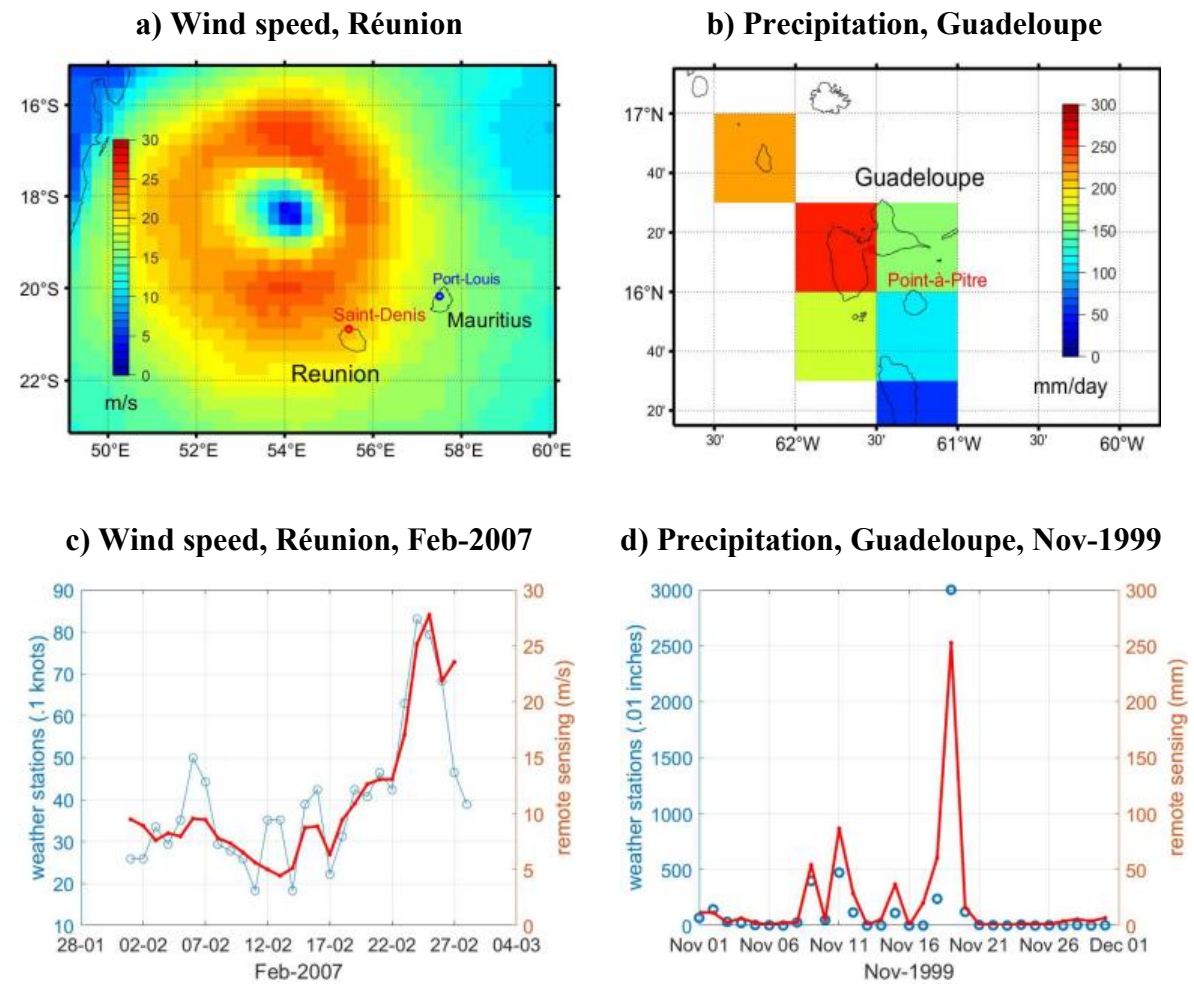 a) Wind speed, Réunion
16°S
18°S
20°S
22°S
30
25
20
15
10
5
0
m/s
Port-Louis
Saint-Denis
Mauritius
Reunion
50°E 52°E 54°E 56°E 58°E 60°E
b) Precipitation, Guadeloupe
17°N
40'
20'
16°N
40'
20'
Guadeloupe
Point-à-Pitre
300
250
200
150
100
50
0
mm/day
30' 62°W 30' 61°W 30' 60°W
c) Wind speed, Réunion, Feb-2007
weather stations (.1 knots)
90
80
70
60
50
40
30
20
10
30
25
20
15
10
5
0
remote sensing (m/s)
28-01 02-02 07-02 12-02 17-02 22-02 27-02 04-03
Feb-2007
d) Precipitation, Guadeloupe, Nov-1999
weather stations (.01 inches)
3000
2500
2000
1500
1000
500
0
300
250
200
150
100
50
0
remote sensing (mm)
Nov 01 Nov 06 Nov 11 Nov 16 Nov 21 Nov 26 Dec 01
Nov-1999